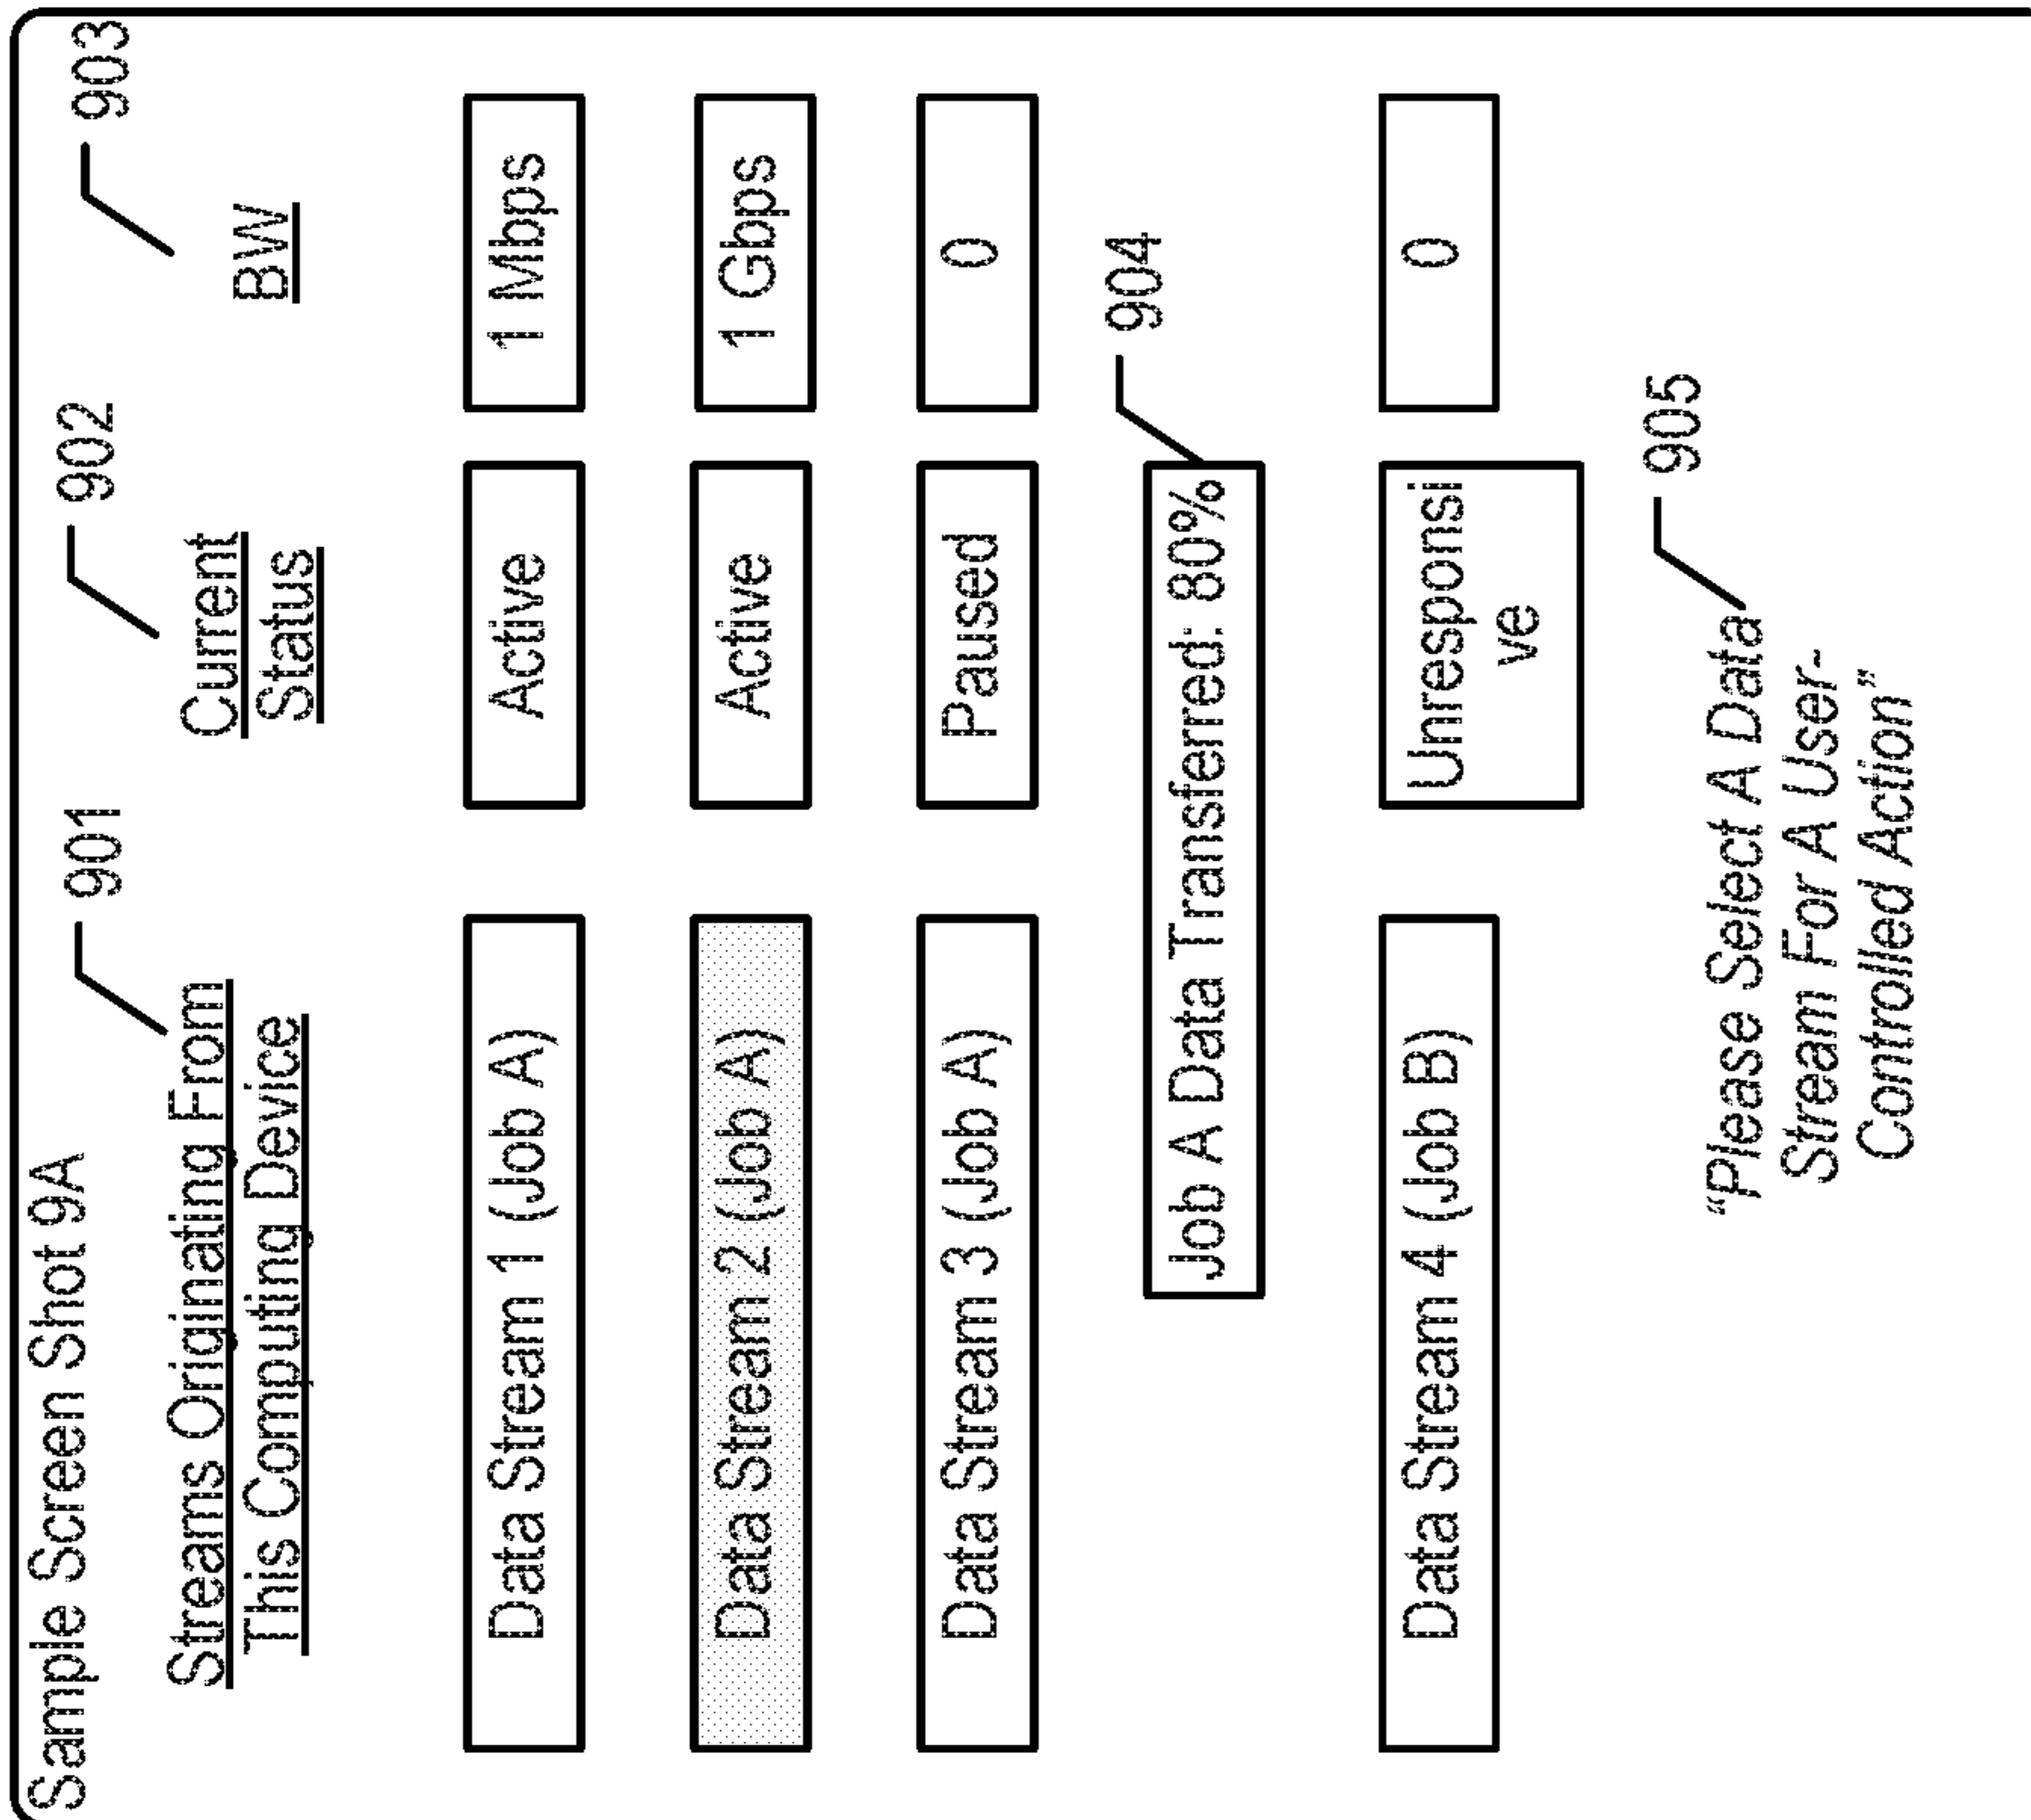 Sample Screen Shot 9A
901
902
903
Streams Originating From
This Computing Device
Current
Status
BW
Data Stream 1 (Job A)
Active
1 Mbps
Data Stream 2 (Job A)
Active
1 Gbps
Data Stream 3 (Job A)
Paused
0
904
Job A Data Transferred: 80%
Data Stream 4 (Job B)
Unresponsi
ve
0
905
“Please Select A Data
Stream For A User-
Controlled Action”